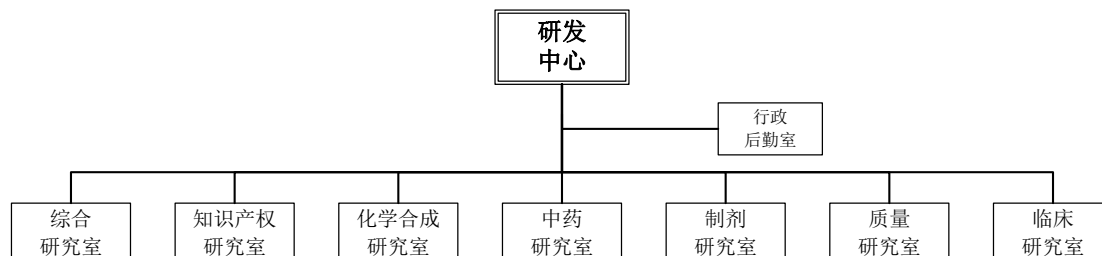 研发
中心
行政
后勤室
综合
研究室
知识产权
研究室
化学合成
研究室
中药
研究室
制剂
研究室
质量
研究室
临床
研究室